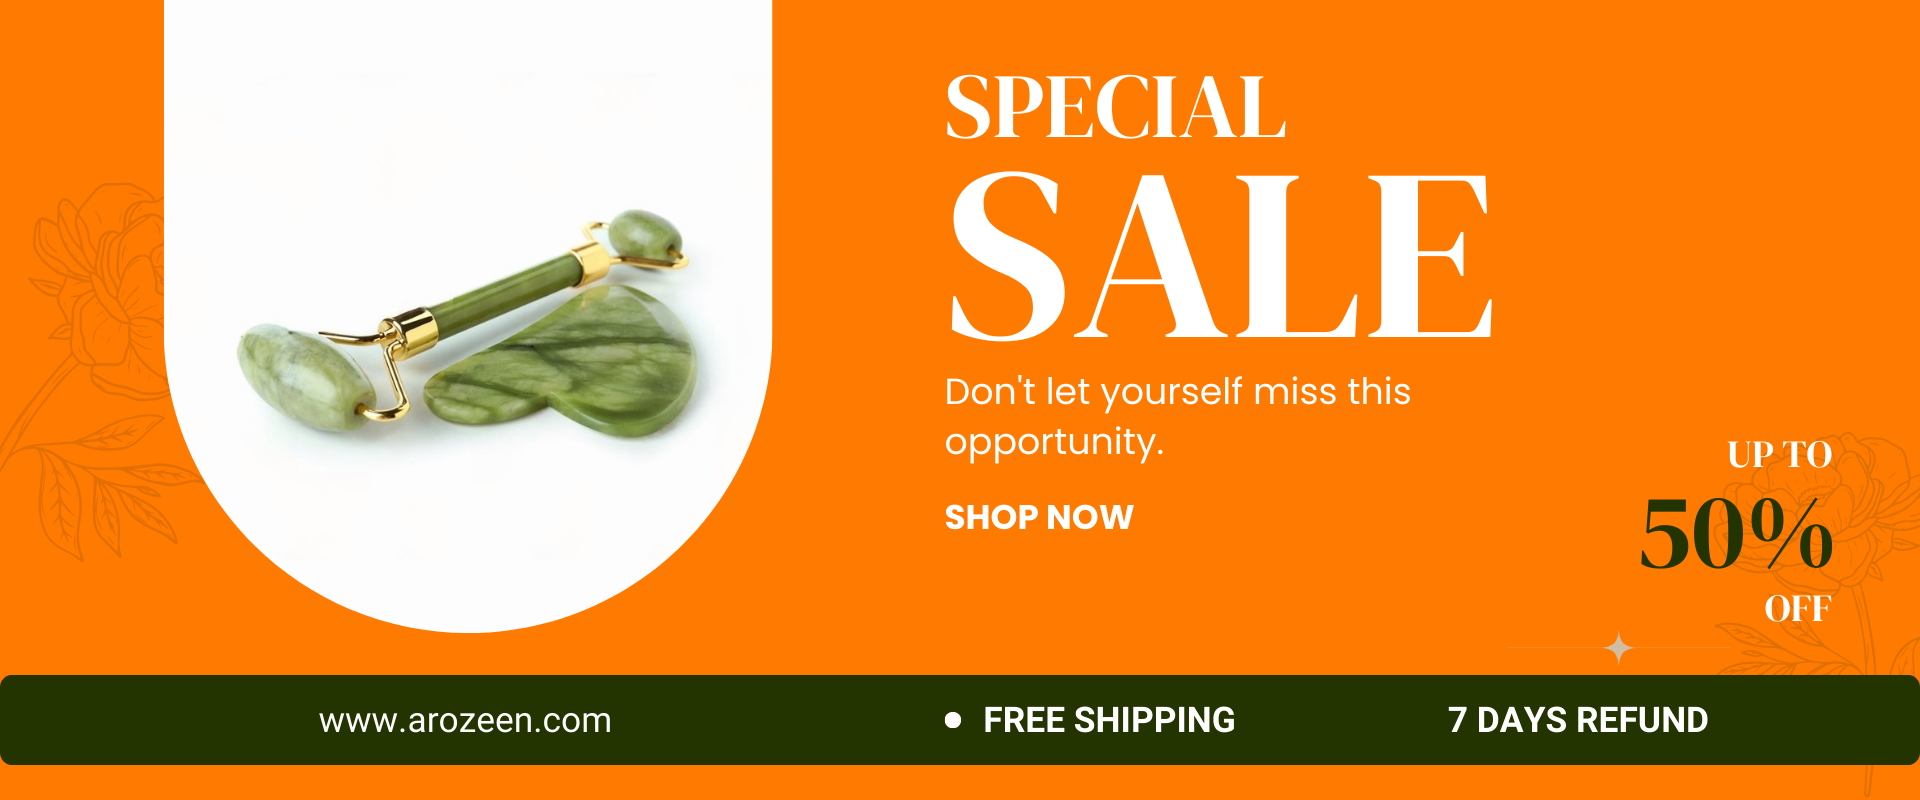 SPECIAL
SALE
Don't let yourself miss this
opportunity.
SHOP NOW
UP TO
50%
OFF
www.arozeen.com
FREE SHIPPING
7 DAYS REFUND